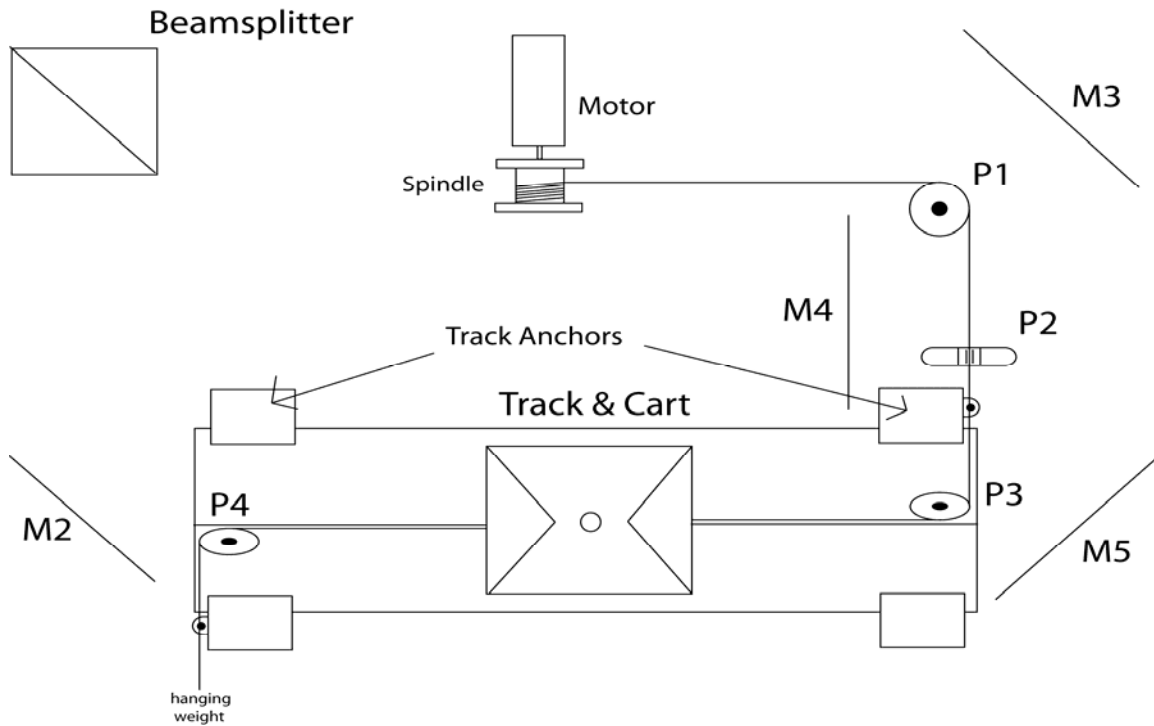 Beamsplitter
Motor
M3
Spindle
P1
M4
P2
Track Anchors
Track & Cart
P4
P3
M2
M5
hanging
weight